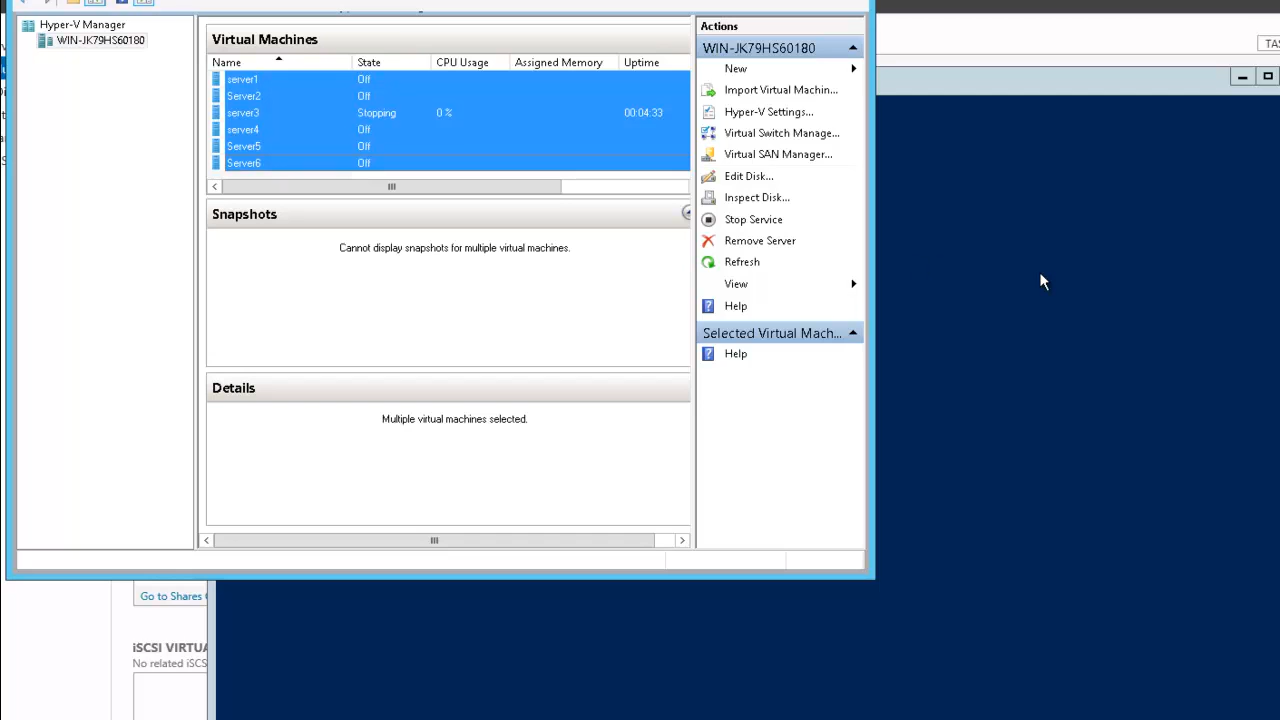 Hyper-V Manager
WIN-JK79HS60180
Virtual Machines
Name State CPU Usage Assigned Memory Uptime
server1 Off
Server2 Off
server3 Stopping 0 % 00:04:33
server4 Off
Server5 Off
Server6 Off
Snapshots
Cannot display snapshots for multiple virtual machines.
Details
Multiple virtual machines selected.
Actions
WIN-JK79HS60180
New
Import Virtual Machin...
Hyper-V Settings...
Virtual Switch Manage...
Virtual SAN Manager...
Edit Disk...
Inspect Disk...
Stop Service
Remove Server
Refresh
View
Help
Selected Virtual Mach...
Help
TAS
Go to Shares
iSCSI VIRTUA
No related iSCS